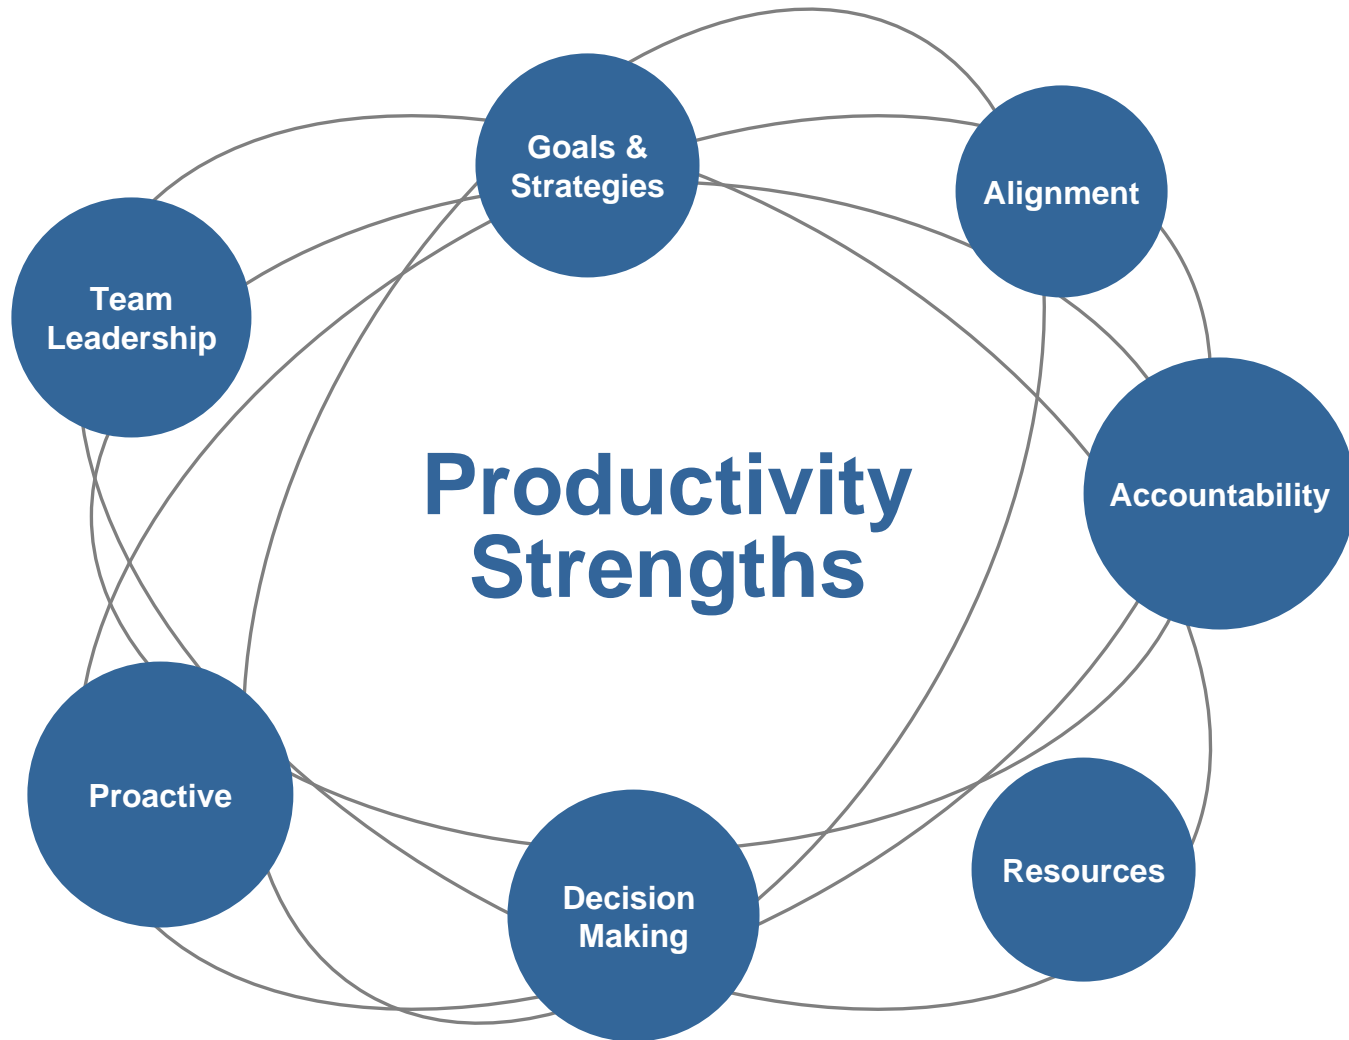 Goals &
Strategies
Alignment
Team
Leadership
Productivity
Strengths
Accountability
Proactive
Decision
Making
Resources